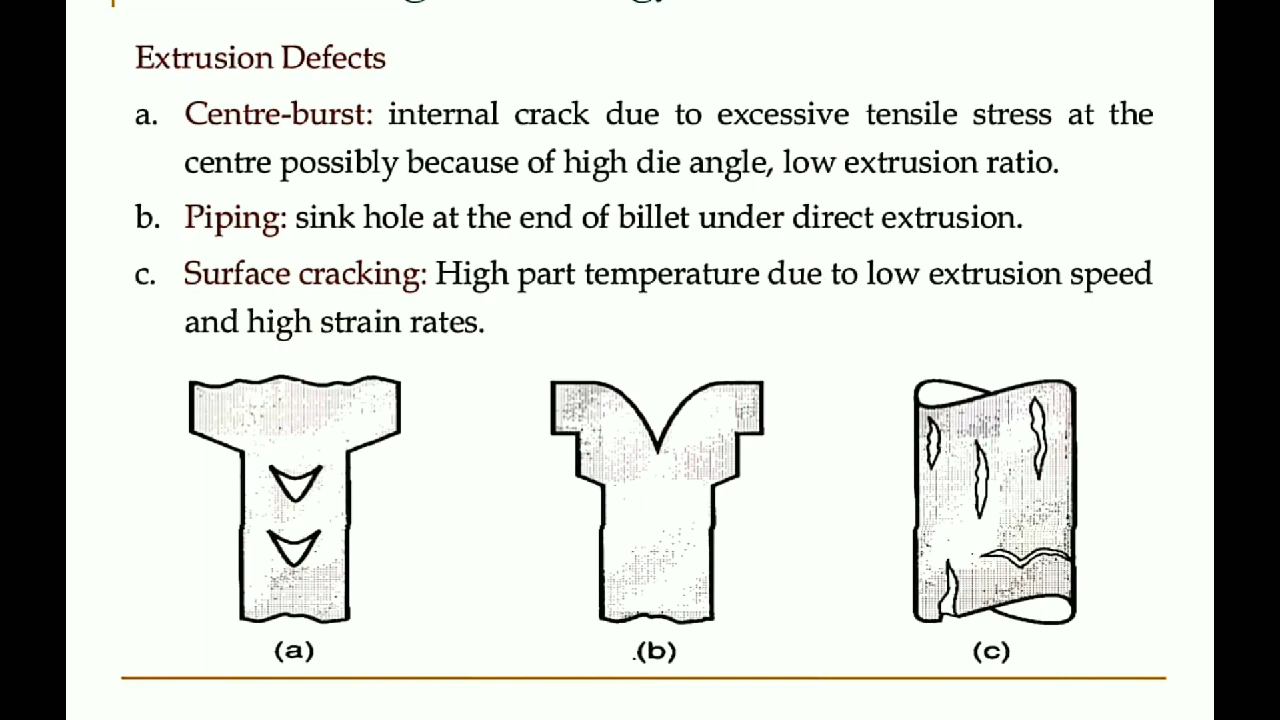 Extrusion Defects
a. Centre-burst: internal crack due to excessive tensile stress at the
centre possibly because of high die angle, low extrusion ratio.
b. Piping: sink hole at the end of billet under direct extrusion.
c. Surface cracking: High part temperature due to low extrusion speed
and high strain rates.
(a) .(b) (c)